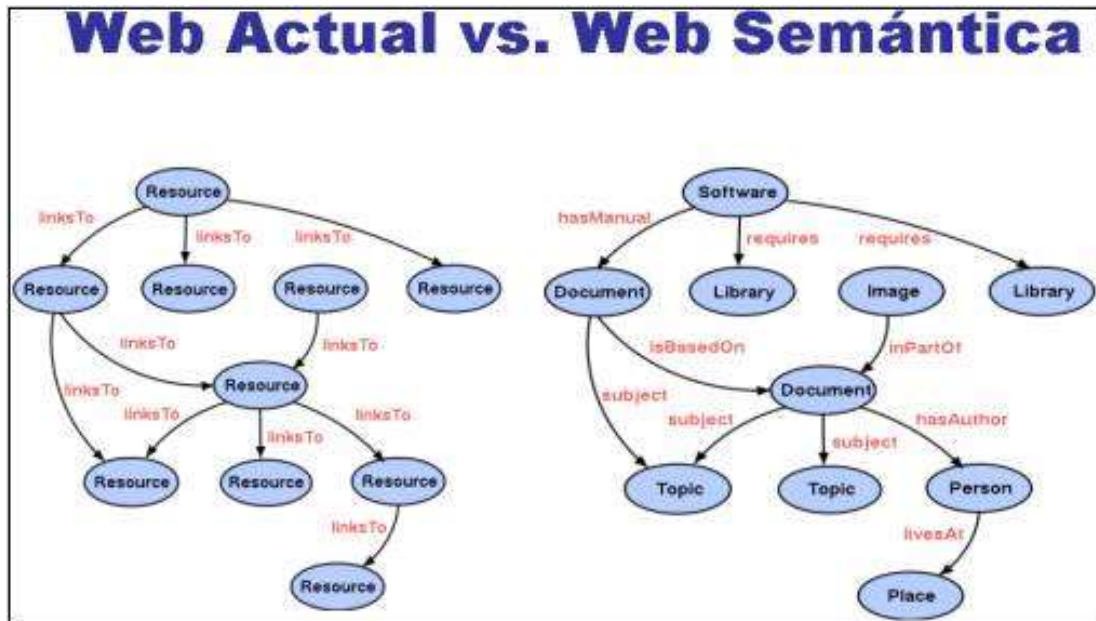 Web Actual vs. Web Semántica
Resource
linksTo
linksTo
linksTo
Resource
Resource
Resource
Resource
linksTo
linksTo
linksTo
Resource
linksTo
linksTo
linksTo
Resource
Resource
Resource
linksTo
Resource
Software
hasManual
requires
requires
Document
Library
Image
Library
isBasedOn
inPartOf
subject
Document
subject
subject
hasAuthor
Topic
Topic
Person
livesAt
Place